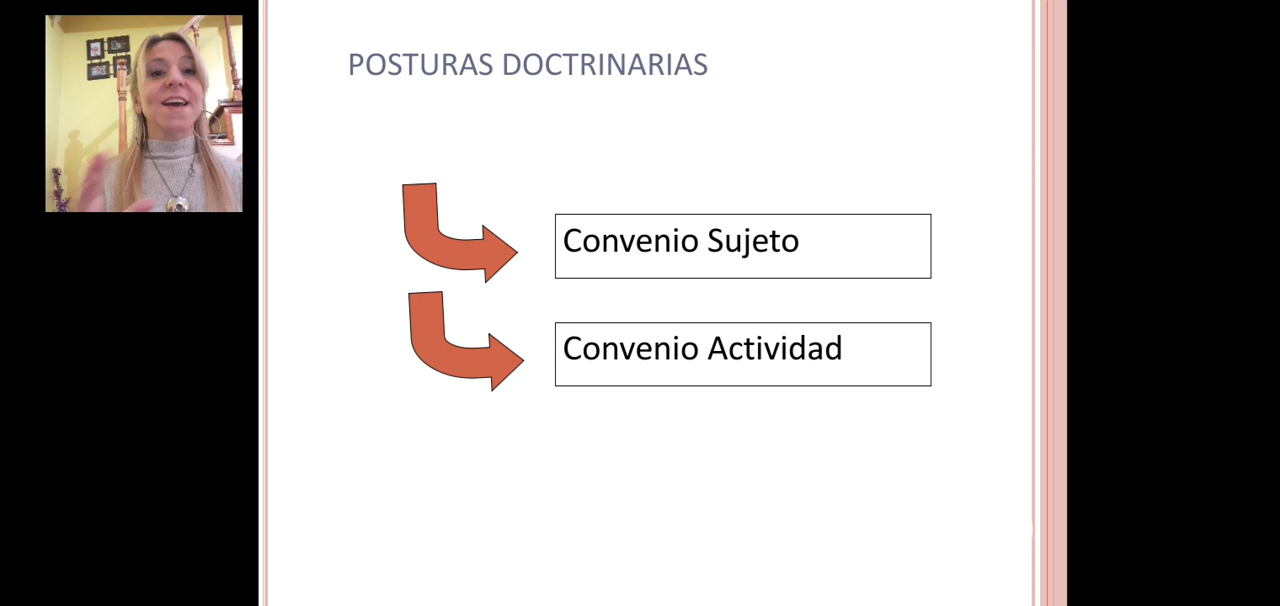 POSTURAS DOCTRINARIAS
Convenio Sujeto
Convenio Actividad